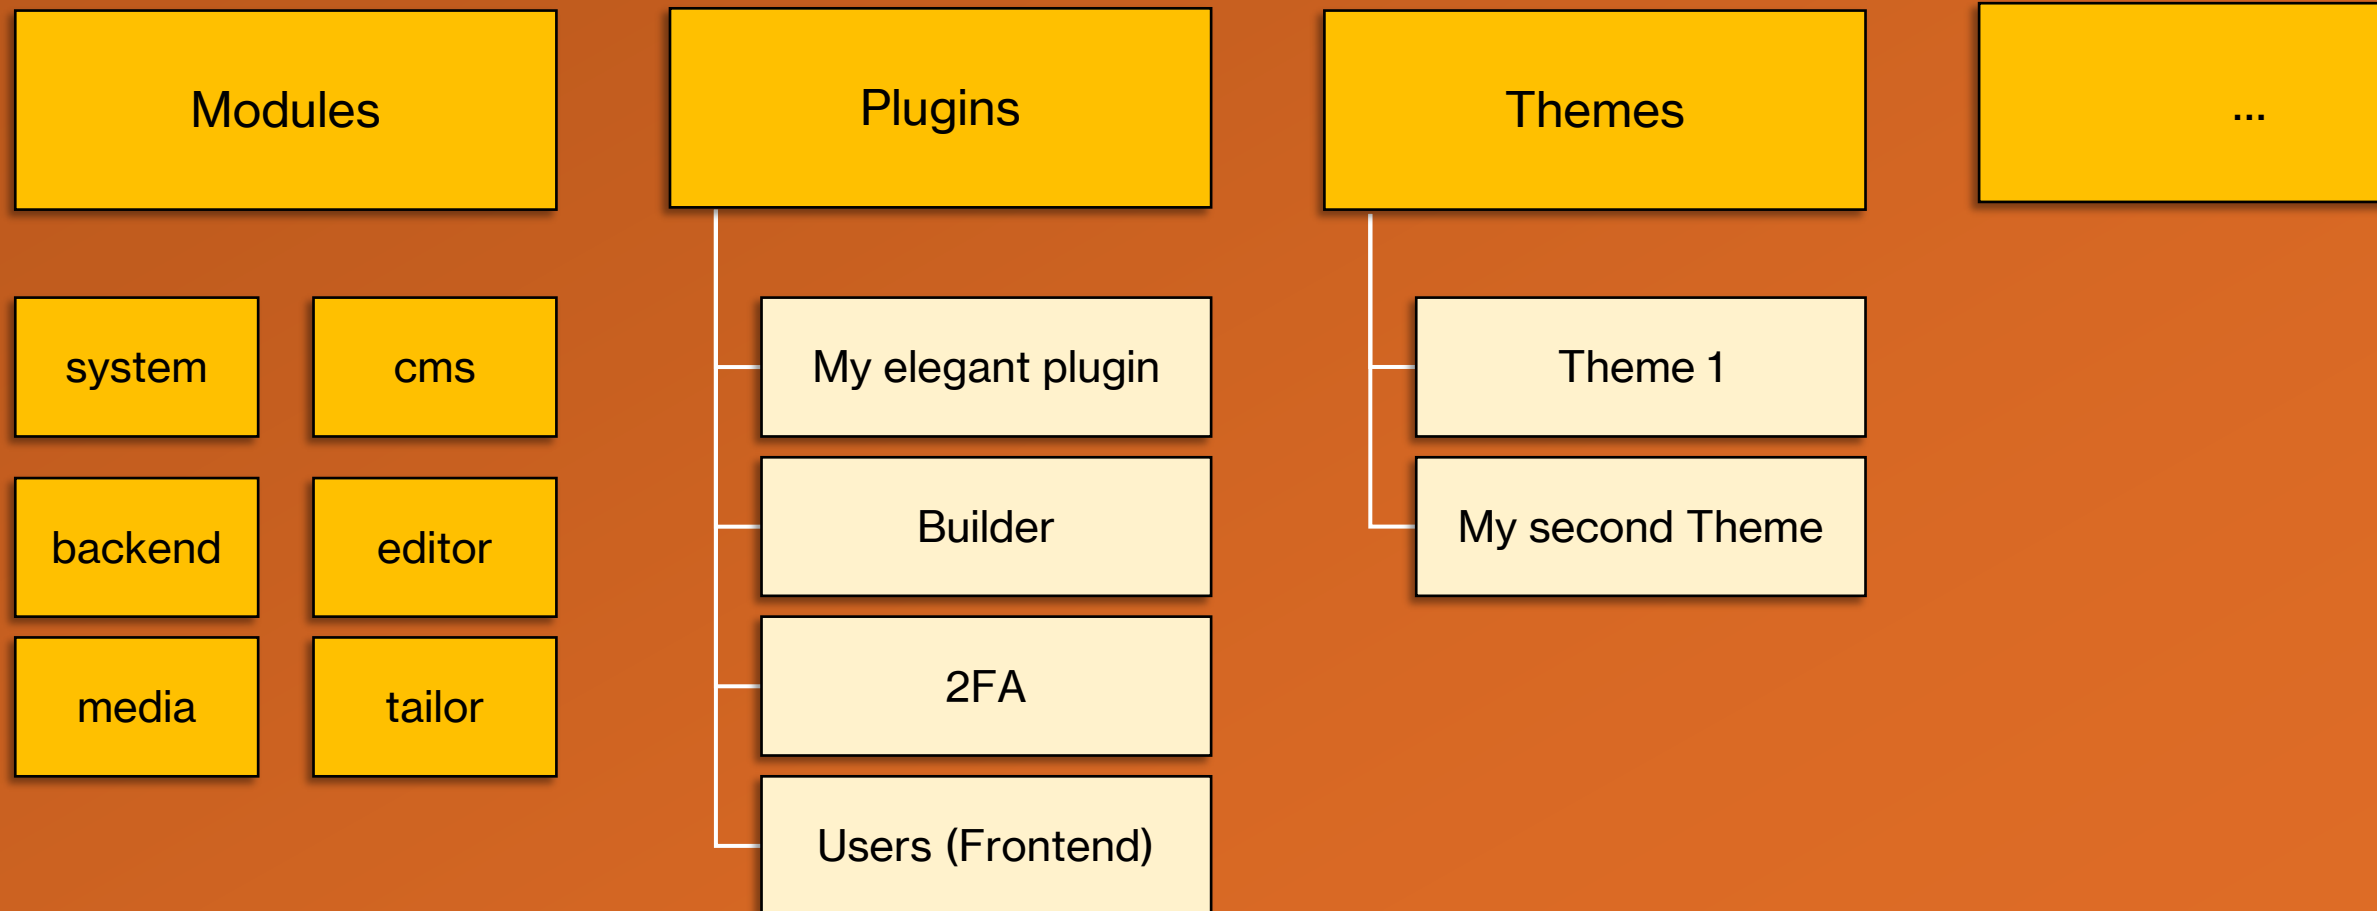 Modules
system
cms
backend
editor
media
tailor
Plugins
My elegant plugin
Builder
2FA
Users (Frontend)
Themes
Theme 1
My second Theme
...